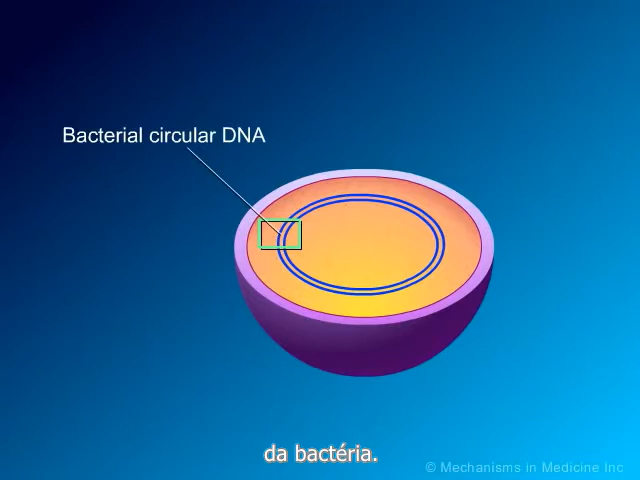 Bacterial circular DNA
da bactéria.
© Mechanisms in Medicine Inc